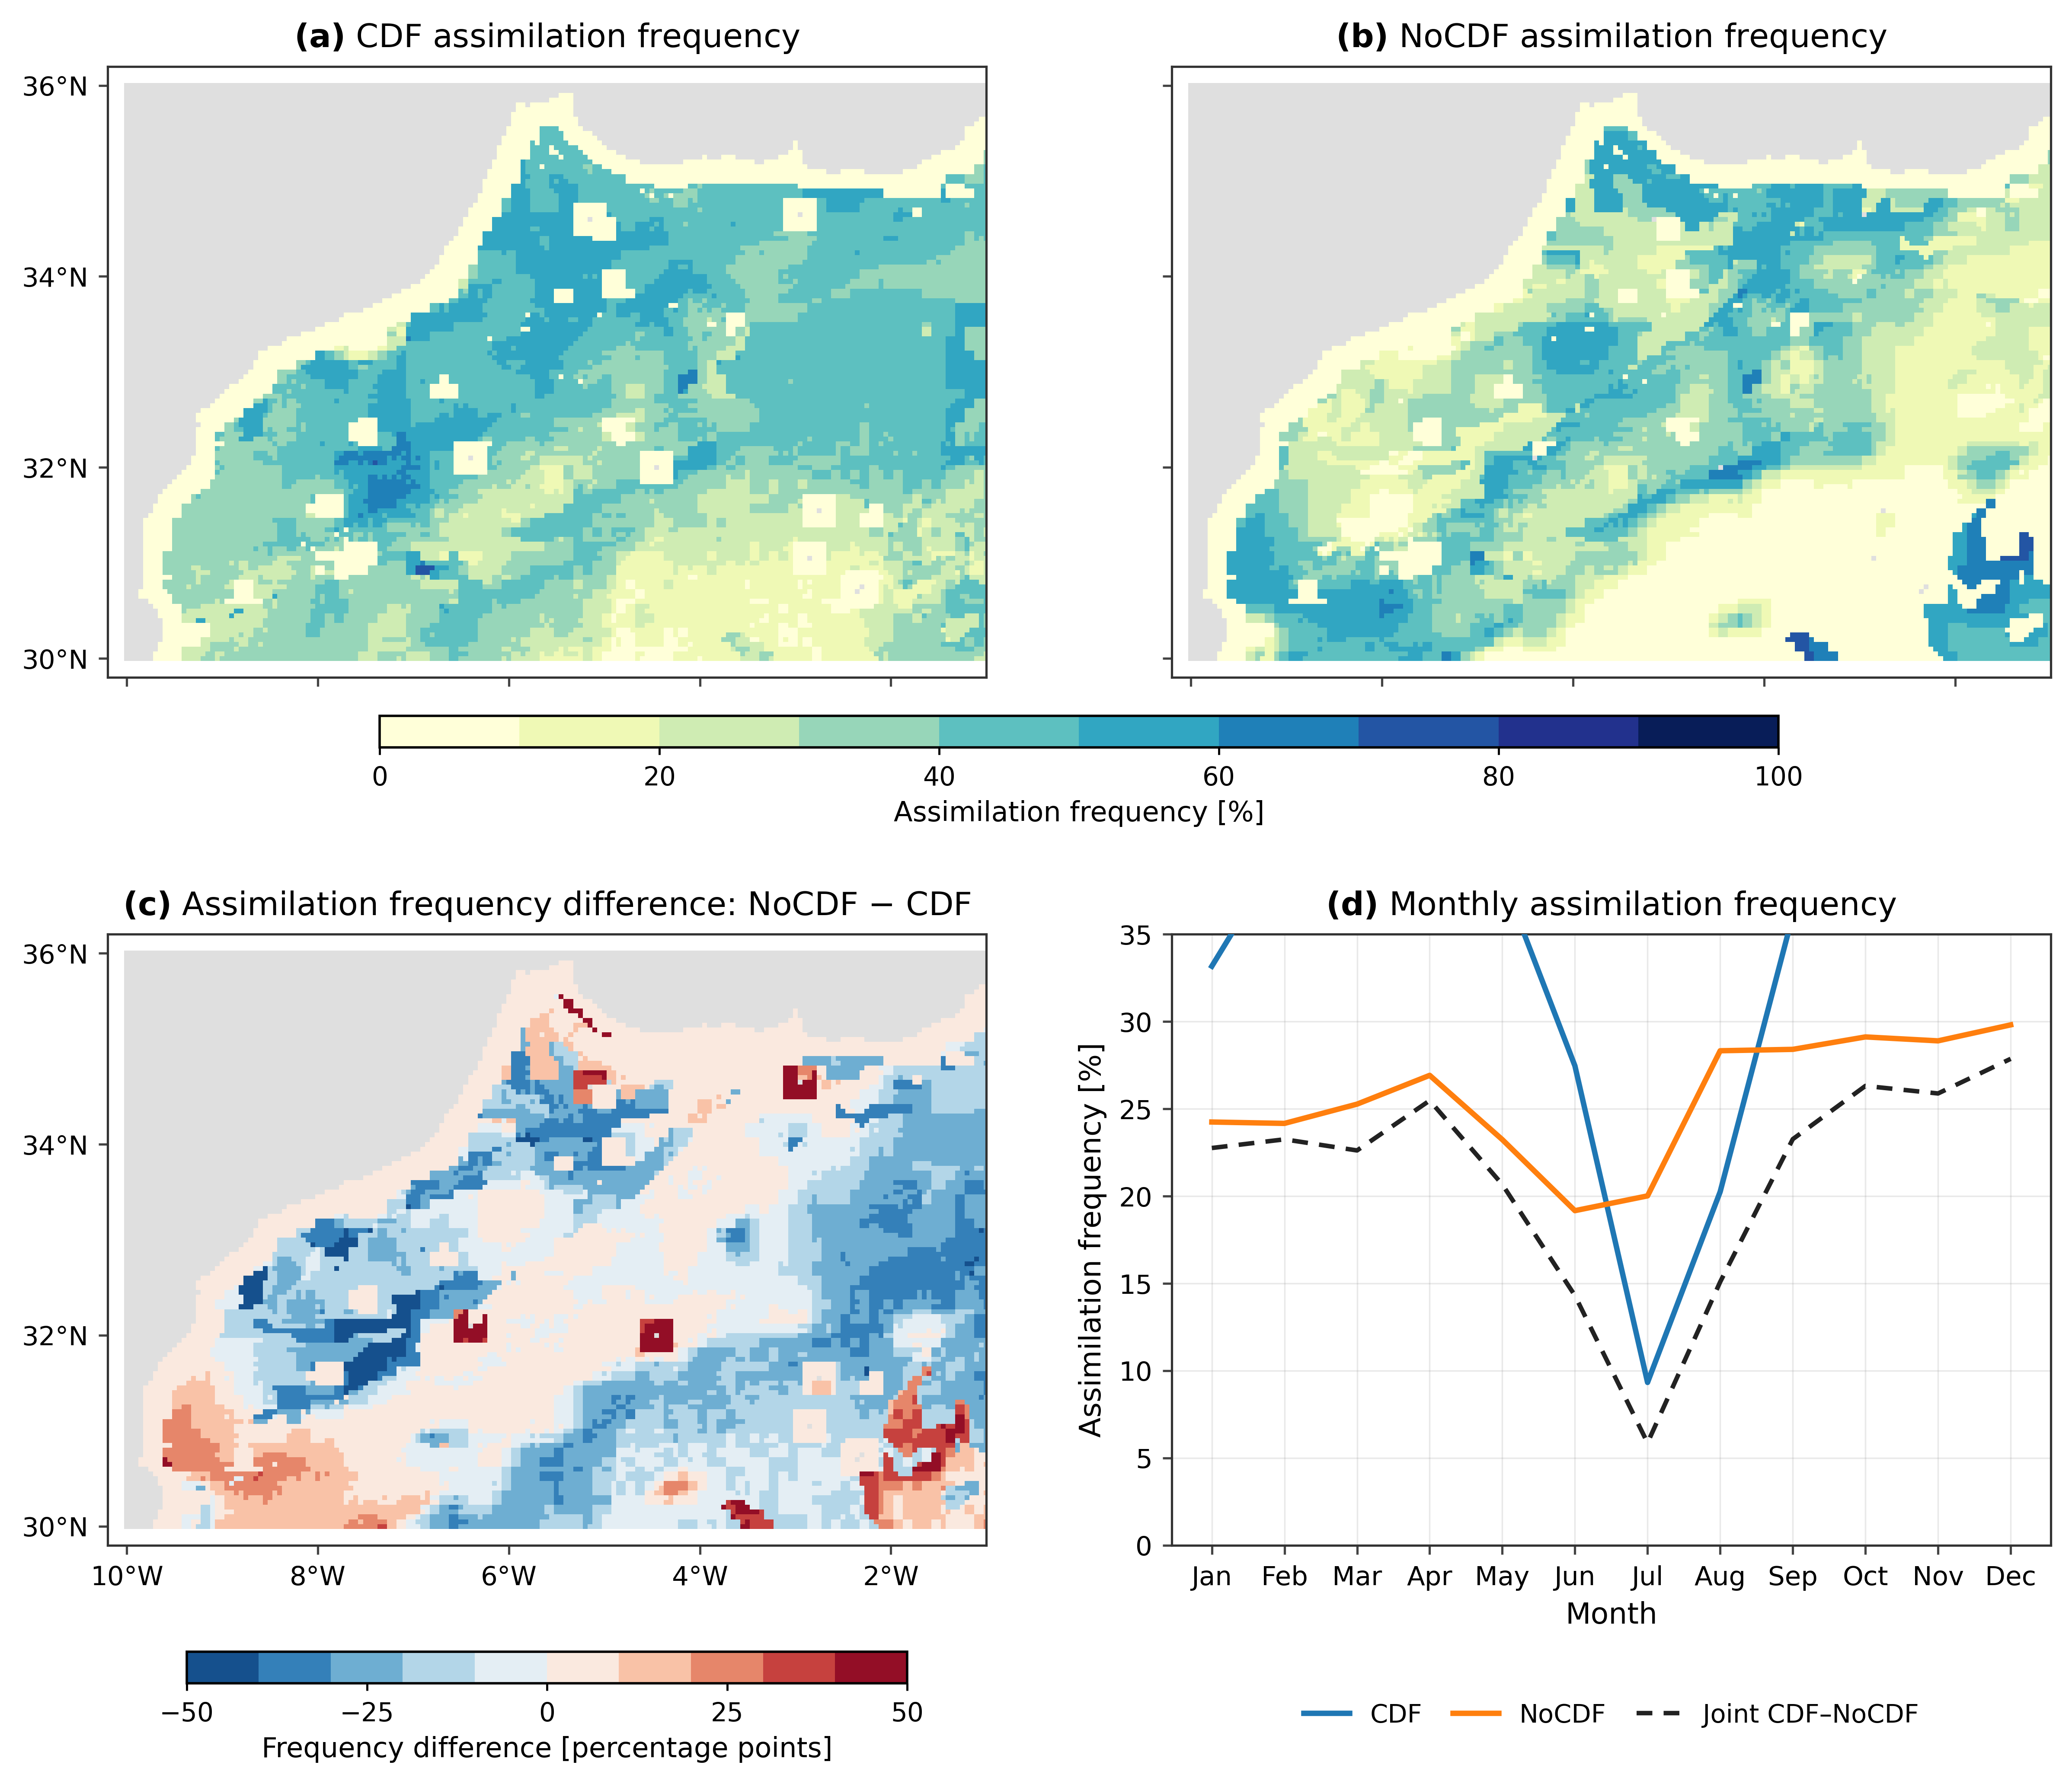 (a) CDF assimilation frequency
(b) NoCDF assimilation frequency
36°N
34°N
32°N
30°N
0 20 40 60 80 100
Assimilation frequency [%]
(c) Assimilation frequency difference: NoCDF − CDF
36°N
34°N
32°N
30°N
10°W 8°W 6°W 4°W 2°W
−50 −25 0 25 50
Frequency difference [percentage points]
(d) Monthly assimilation frequency
Assimilation frequency [%]
35
30
25
20
15
10
5
0
Jan Feb Mar Apr May Jun Jul Aug Sep Oct Nov Dec
Month
CDF NoCDF Joint CDF–NoCDF